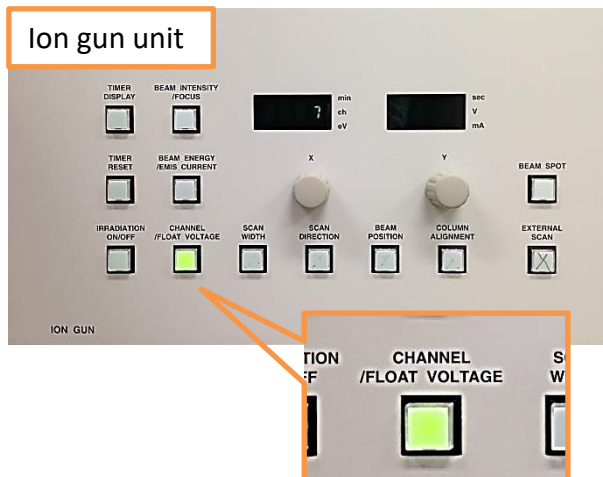 Ion gun unit
TIMER
DISPLAY
BEAM INTENSITY
/FOCUS
7
min
ch
eV
sec
V
mA
TIMER
RESET
BEAM ENERGY
/EMIS CURRENT
X
Y
BEAM SPOT
IRRADIATION
ON/OFF
CHANNEL
/FLOAT VOLTAGE
SCAN
WIDTH
SCAN
DIRECTION
BEAM
POSITION
COLUMN
ALIGNMENT
EXTERNAL
SCAN
ION GUN
TION
FF
CHANNEL
/FLOAT VOLTAGE
SC
W